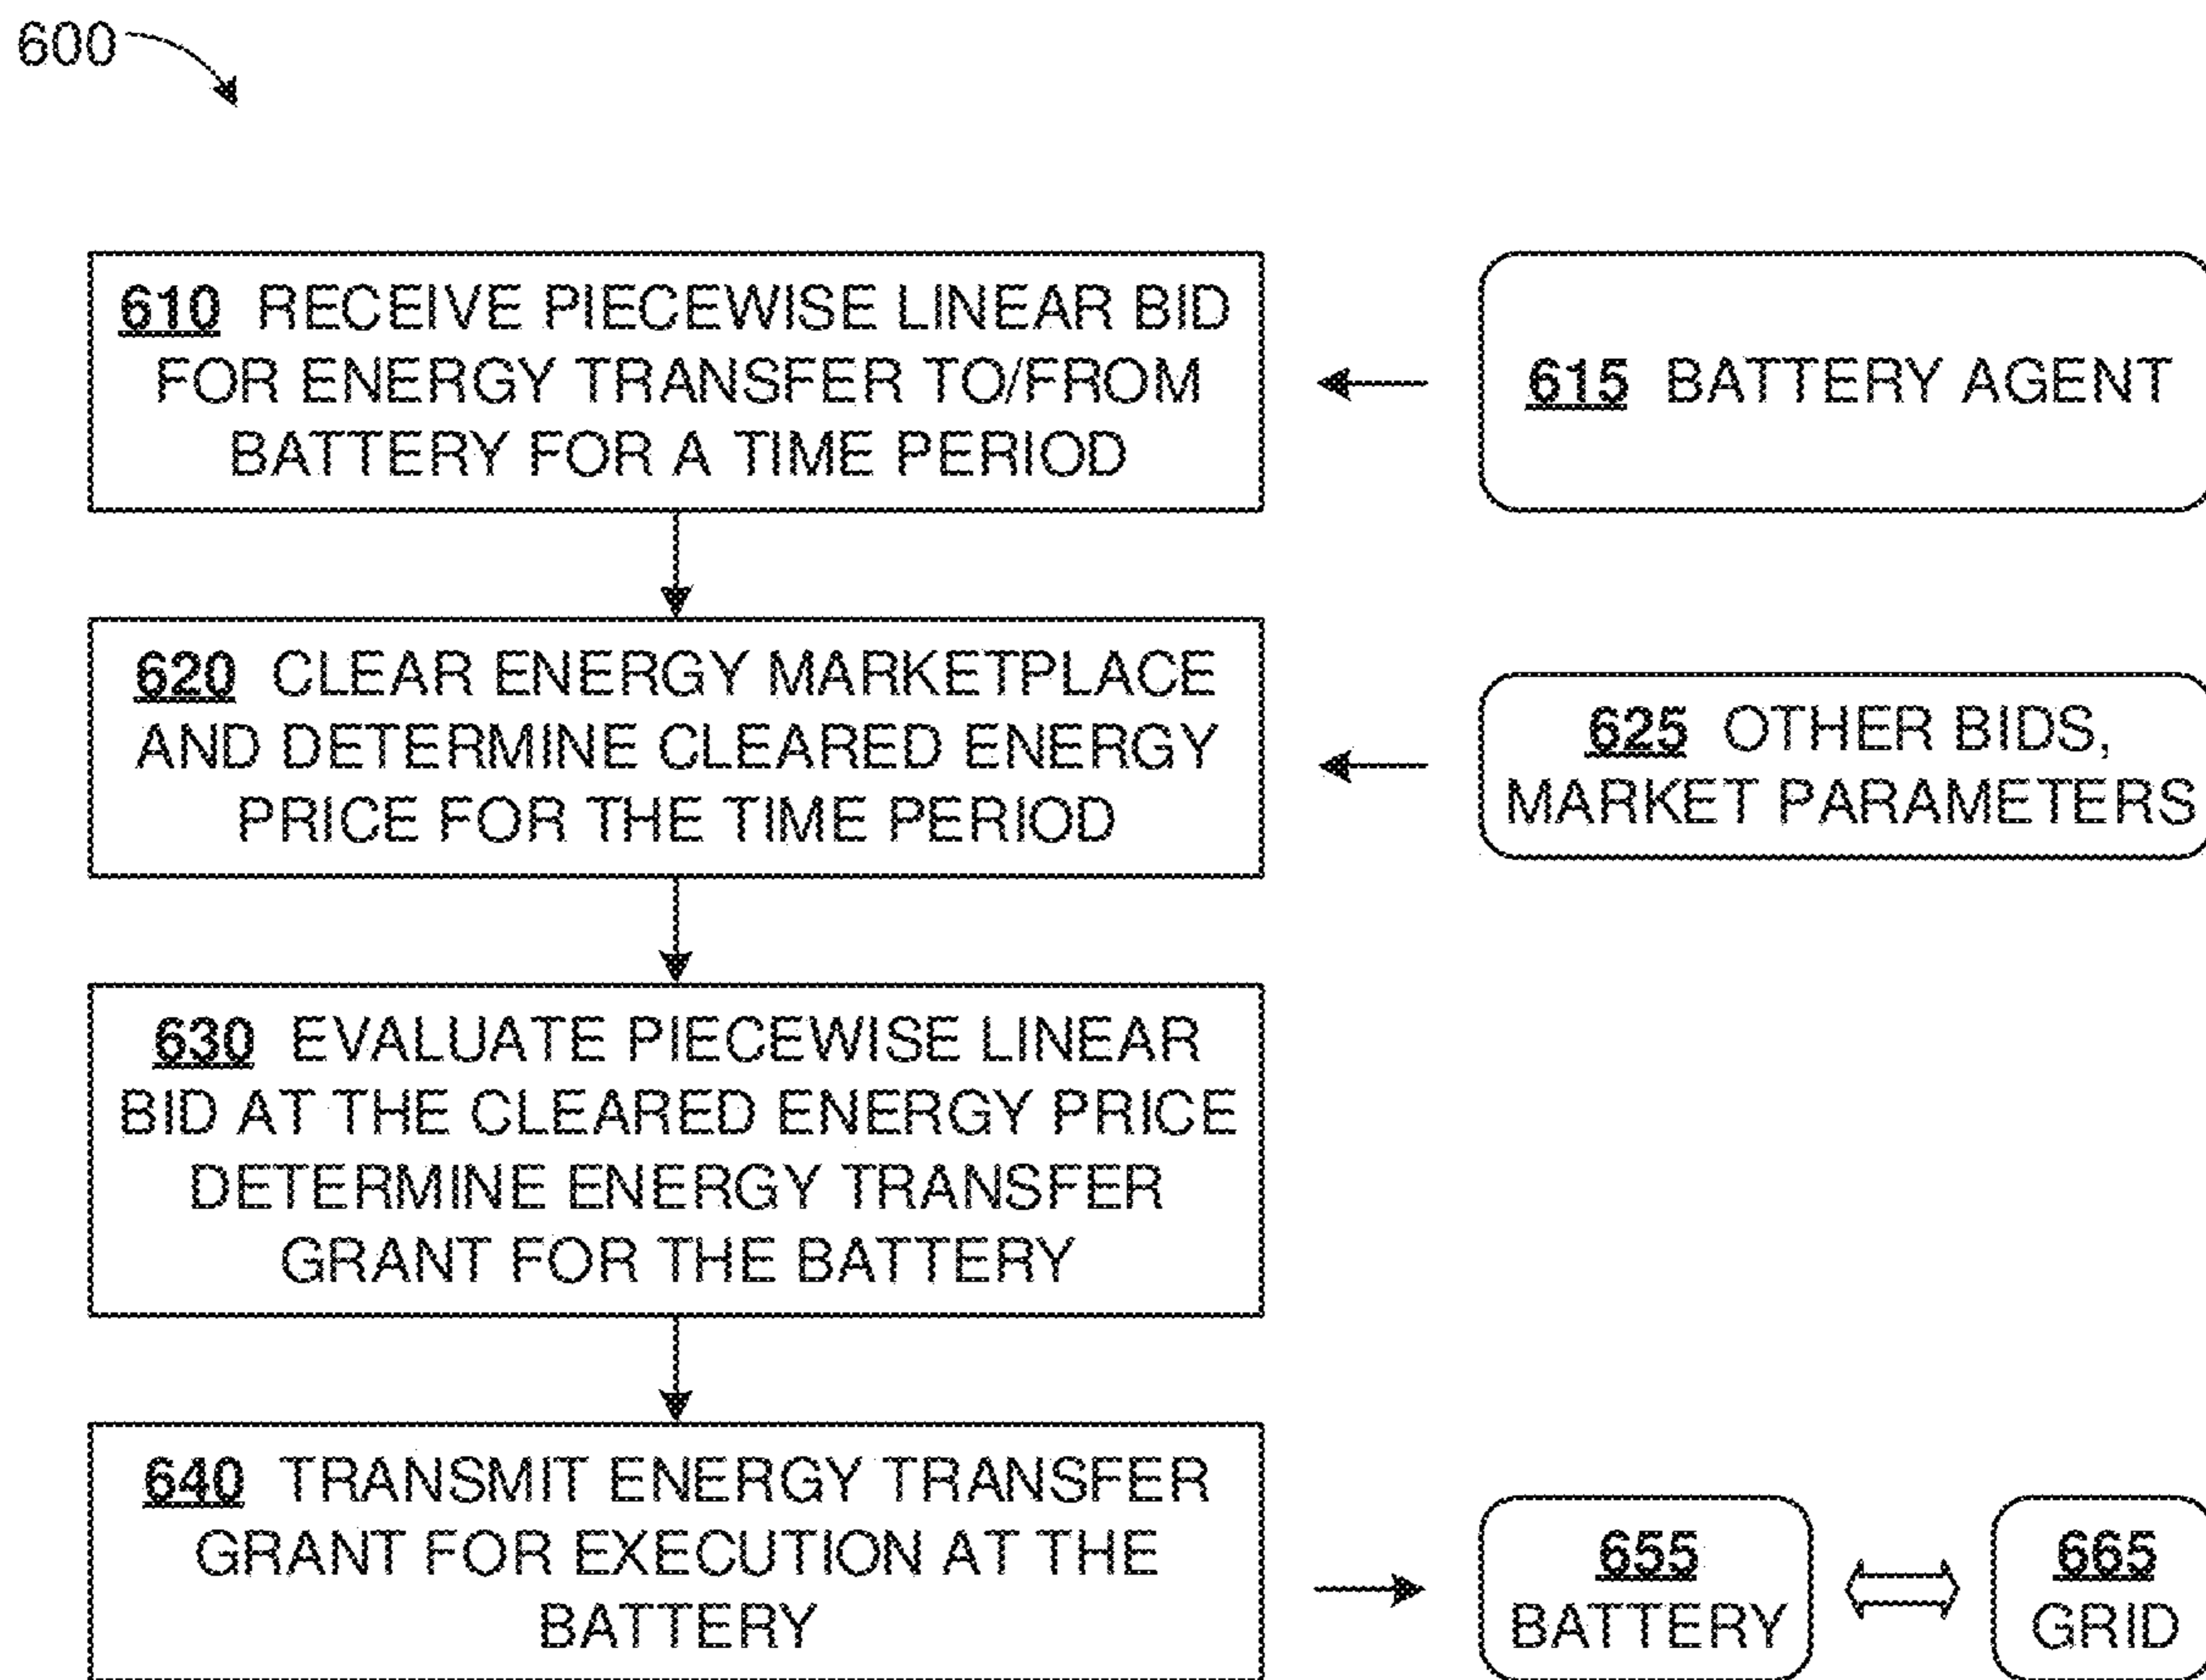 600
610 RECEIVE PIECEWISE LINEAR BID
FOR ENERGY TRANSFER TO/FROM
BATTERY FOR A TIME PERIOD
615 BATTERY AGENT
620 CLEAR ENERGY MARKETPLACE
AND DETERMINE CLEARED ENERGY
PRICE FOR THE TIME PERIOD
625 OTHER BIDS,
MARKET PARAMETERS
630 EVALUATE PIECEWISE LINEAR
BID AT THE CLEARED ENERGY PRICE
DETERMINE ENERGY TRANSFER
GRANT FOR THE BATTERY
640 TRANSMIT ENERGY TRANSFER
GRANT FOR EXECUTION AT THE
BATTERY
655
BATTERY
665
GRID